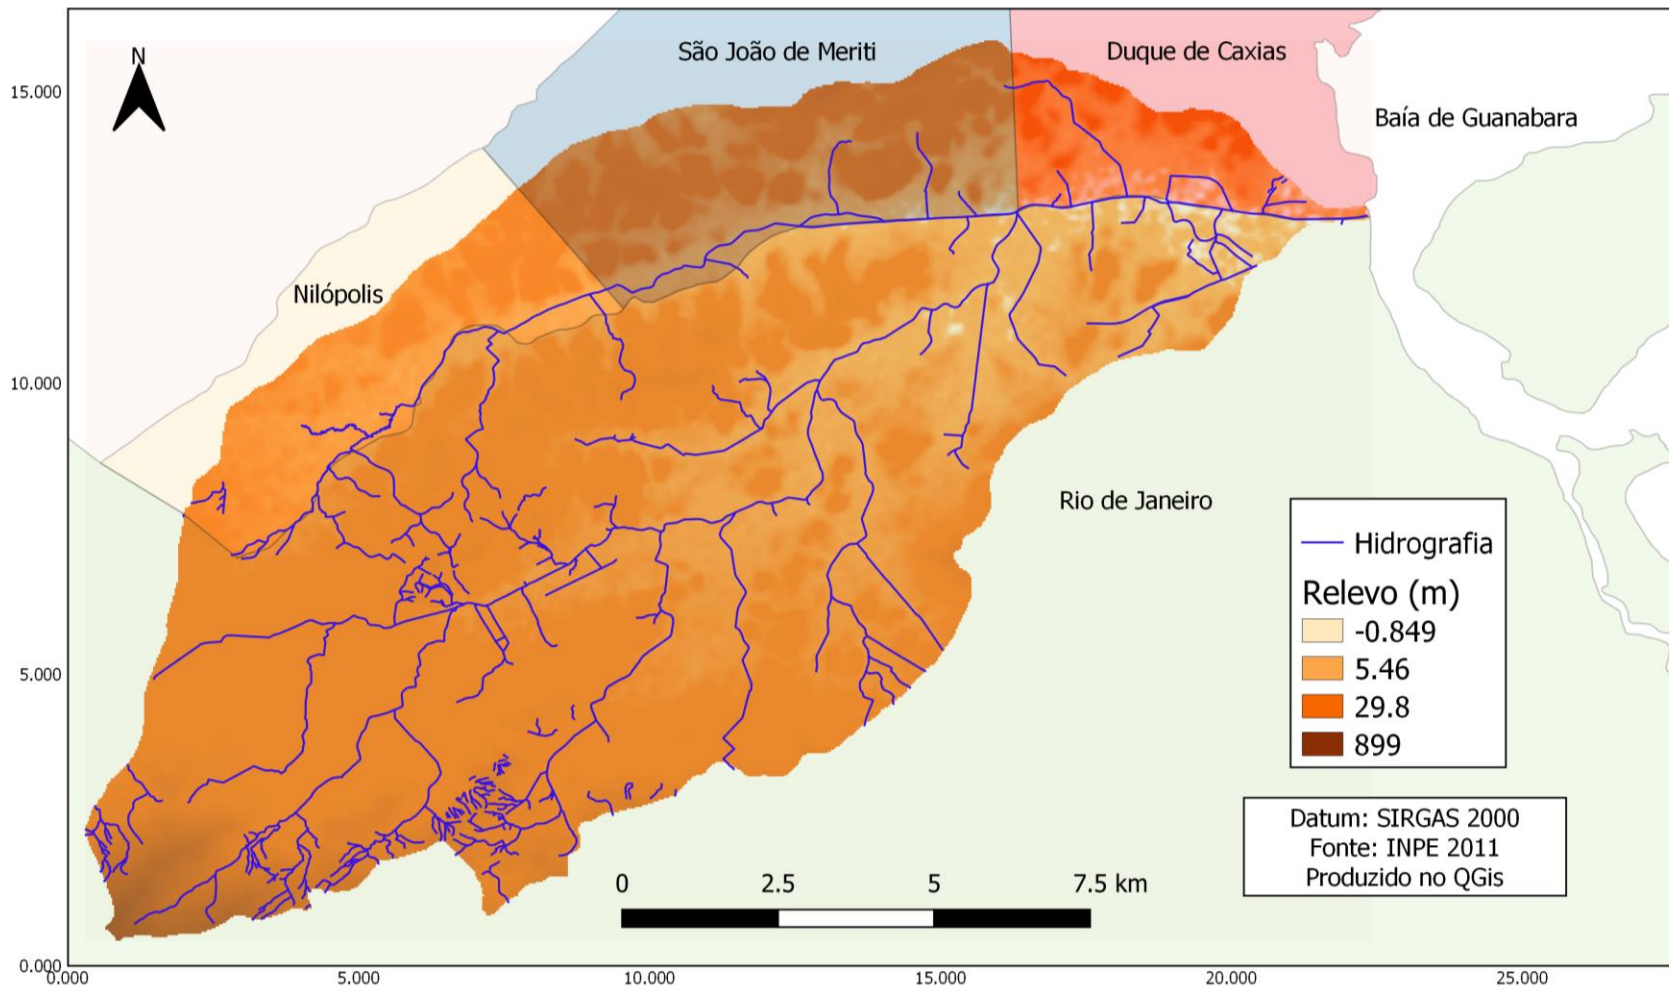 N
São João de Meriti
Duque de Caxias
Baía de Guanabara
Nilópolis
Rio de Janeiro
15.000
10.000
5.000
0.000
Hidrografia
Relevo (m)
-0.849
5.46
29.8
899
Datum: SIRGAS 2000
Fonte: INPE 2011
Produzido no QGis
0 2.5 5 7.5 km
0.000 5.000 10.000 15.000 20.000 25.000